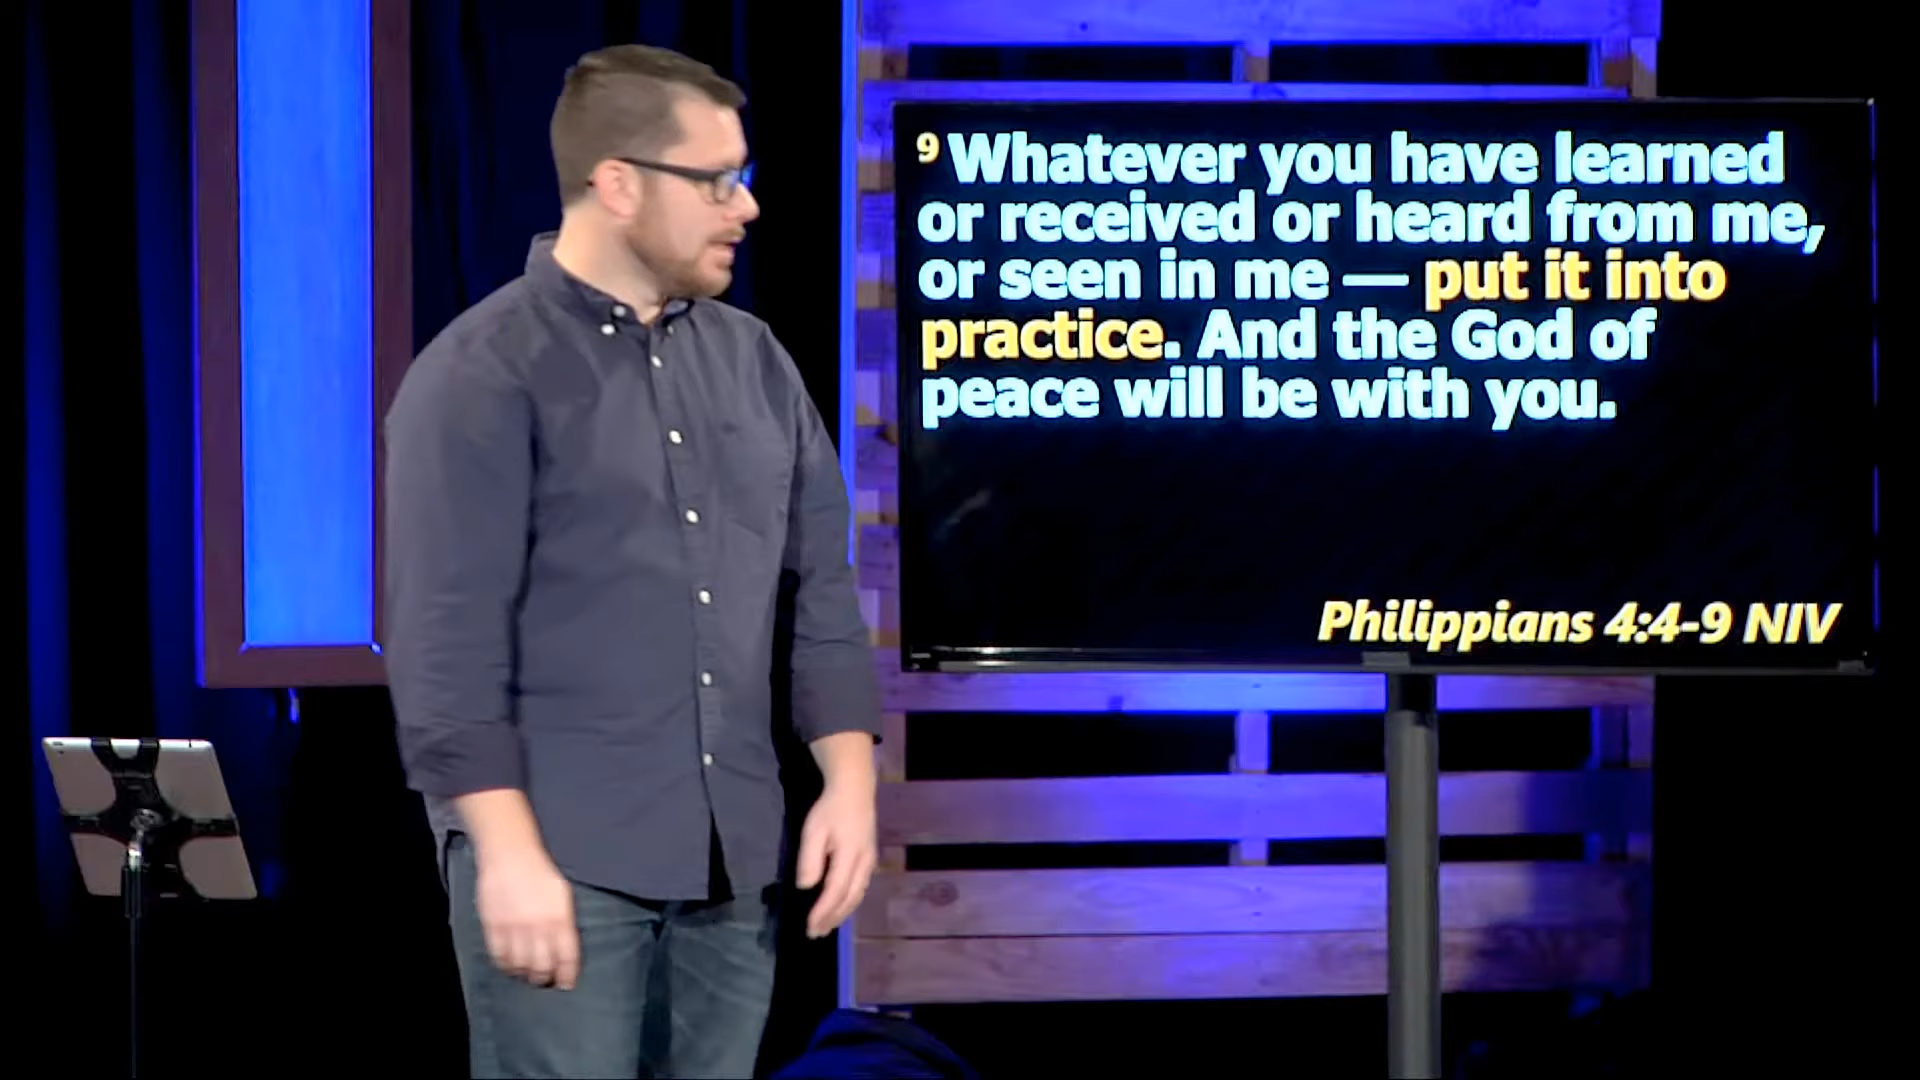 9 Whatever you have learned
or received or heard from me,
or seen in me — put it into
practice. And the God of
peace will be with you.
Philippians 4:4-9 NIV